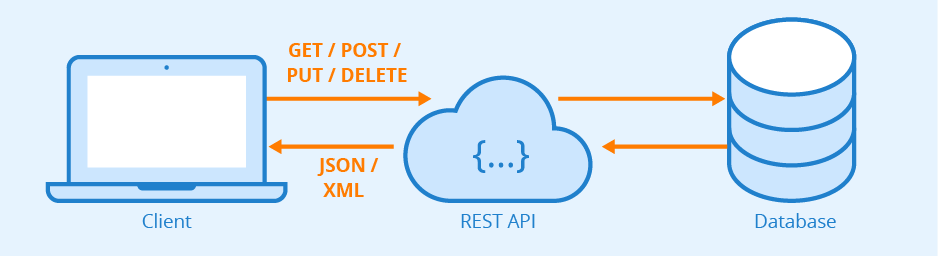 GET / POST /
PUT / DELETE
{...}
JSON /
XML
Client
REST API
Database